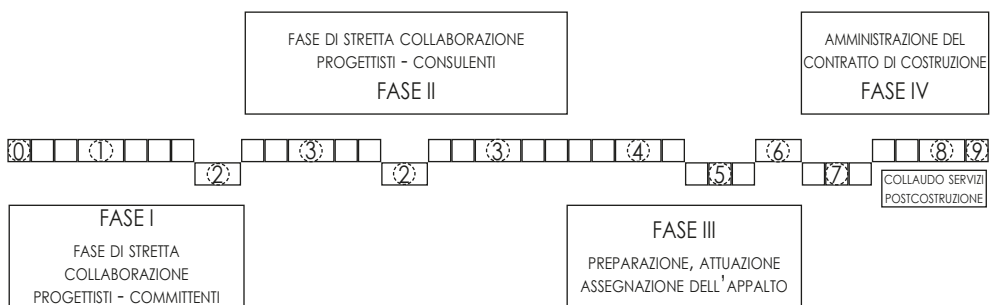 FASE DI STRETTA COLLABORAZIONE
PROGETTISTI - CONSULENTI
FASE II
AMMINISTRAZIONE DEL
CONTRATTO DI COSTRUZIONE
FASE IV
0 1 3 3 4 6 8 9
2 2 5 7
COLLAUDO SERVIZI
POSTCOSTRUZIONE
FASE I
FASE DI STRETTA
COLLABORAZIONE
PROGETTISTI - COMMITTENTI
FASE III
PREPARAZIONE, ATTUAZIONE
ASSEGNAZIONE DELL'APPALTO